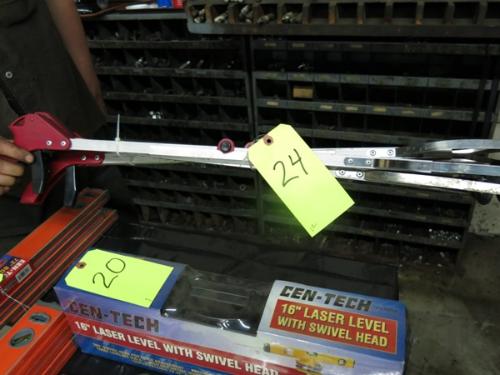 24
20
CEN-TECH
16" LASER LEVEL
WITH SWIVEL HEAD
CEN-TECH
16" LASER LEVEL WITH SWIVEL HEAD